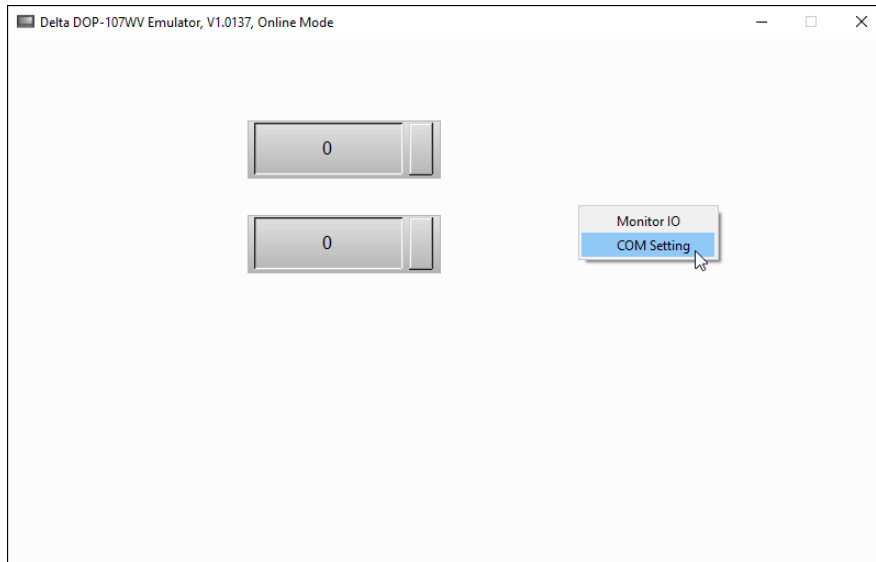 Delta DOP-107WV Emulator, V1.0137, Online Mode
0
0
Monitor IO
COM Setting